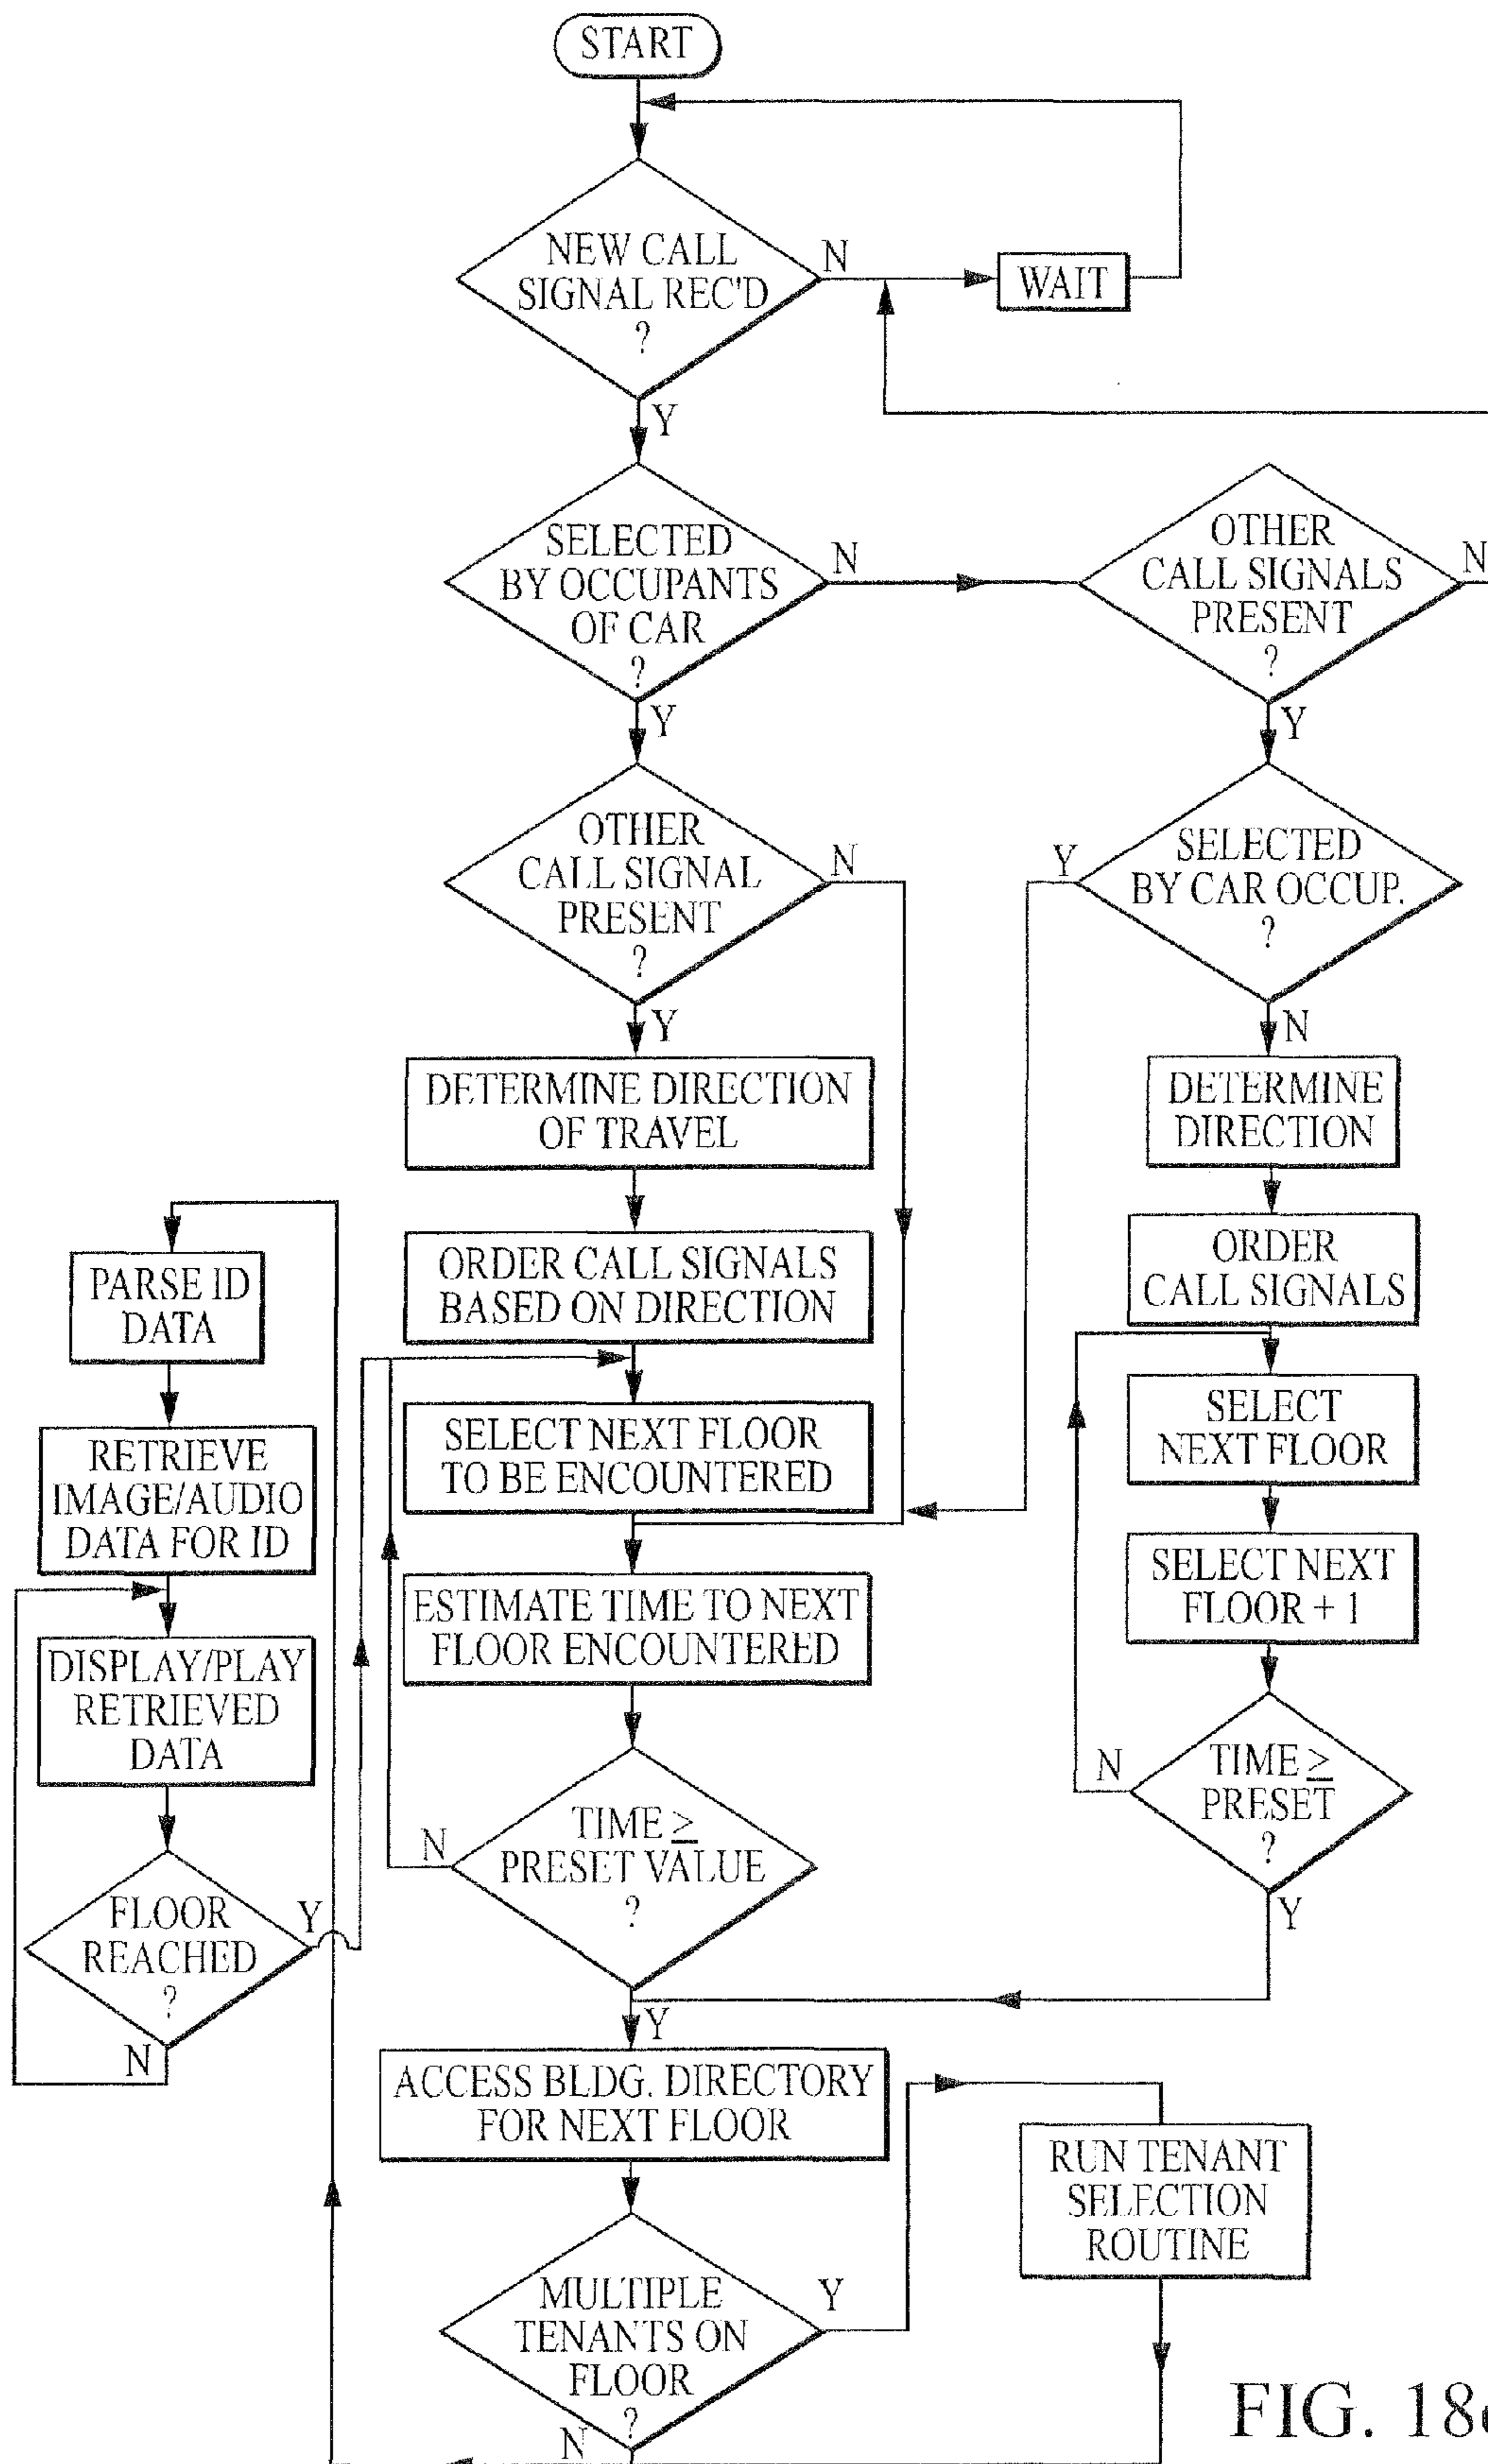 START
NEW CALL
SIGNAL REC'D
?
N
WAIT
Y
SELECTED
BY OCCUPANTS
OF CAR
?
N
OTHER
CALL SIGNALS
PRESENT
?
N
Y
Y
OTHER
CALL SIGNAL
PRESENT
?
N
Y
SELECTED
BY CAR OCCUP.
?
Y
N
DETERMINE DIRECTION
OF TRAVEL
DETERMINE
DIRECTION
ORDER CALL SIGNALS
BASED ON DIRECTION
ORDER
CALL SIGNALS
PARSE ID
DATA
SELECT NEXT FLOOR
TO BE ENCOUNTERED
SELECT
NEXT FLOOR
RETRIEVE
IMAGE/AUDIO
DATA FOR ID
ESTIMATE TIME TO NEXT
FLOOR ENCOUNTERED
SELECT NEXT
FLOOR + 1
DISPLAY/PLAY
RETRIEVED
DATA
TIME ≥
PRESET VALUE
?
N
N
TIME ≥
PRESET
?
Y
FLOOR
REACHED
?
Y
N
Y
ACCESS BLDG. DIRECTORY
FOR NEXT FLOOR
RUN TENANT
SELECTION
ROUTINE
MULTIPLE
TENANTS ON
FLOOR
?
Y
N
FIG.